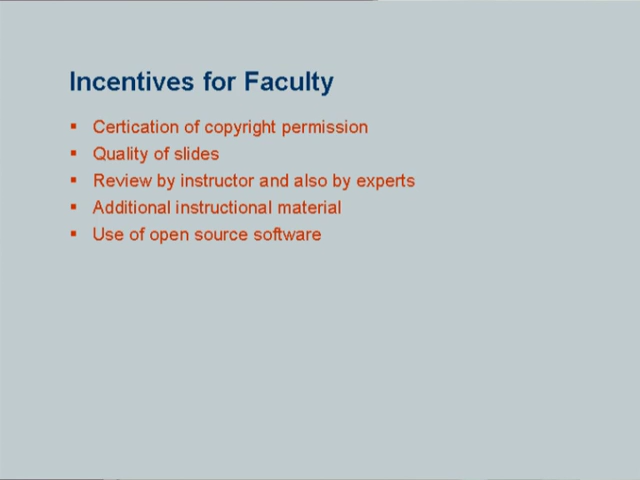 Incentives for Faculty
▪ Certication of copyright permission
▪ Quality of slides
▪ Review by instructor and also by experts
▪ Additional instructional material
▪ Use of open source software